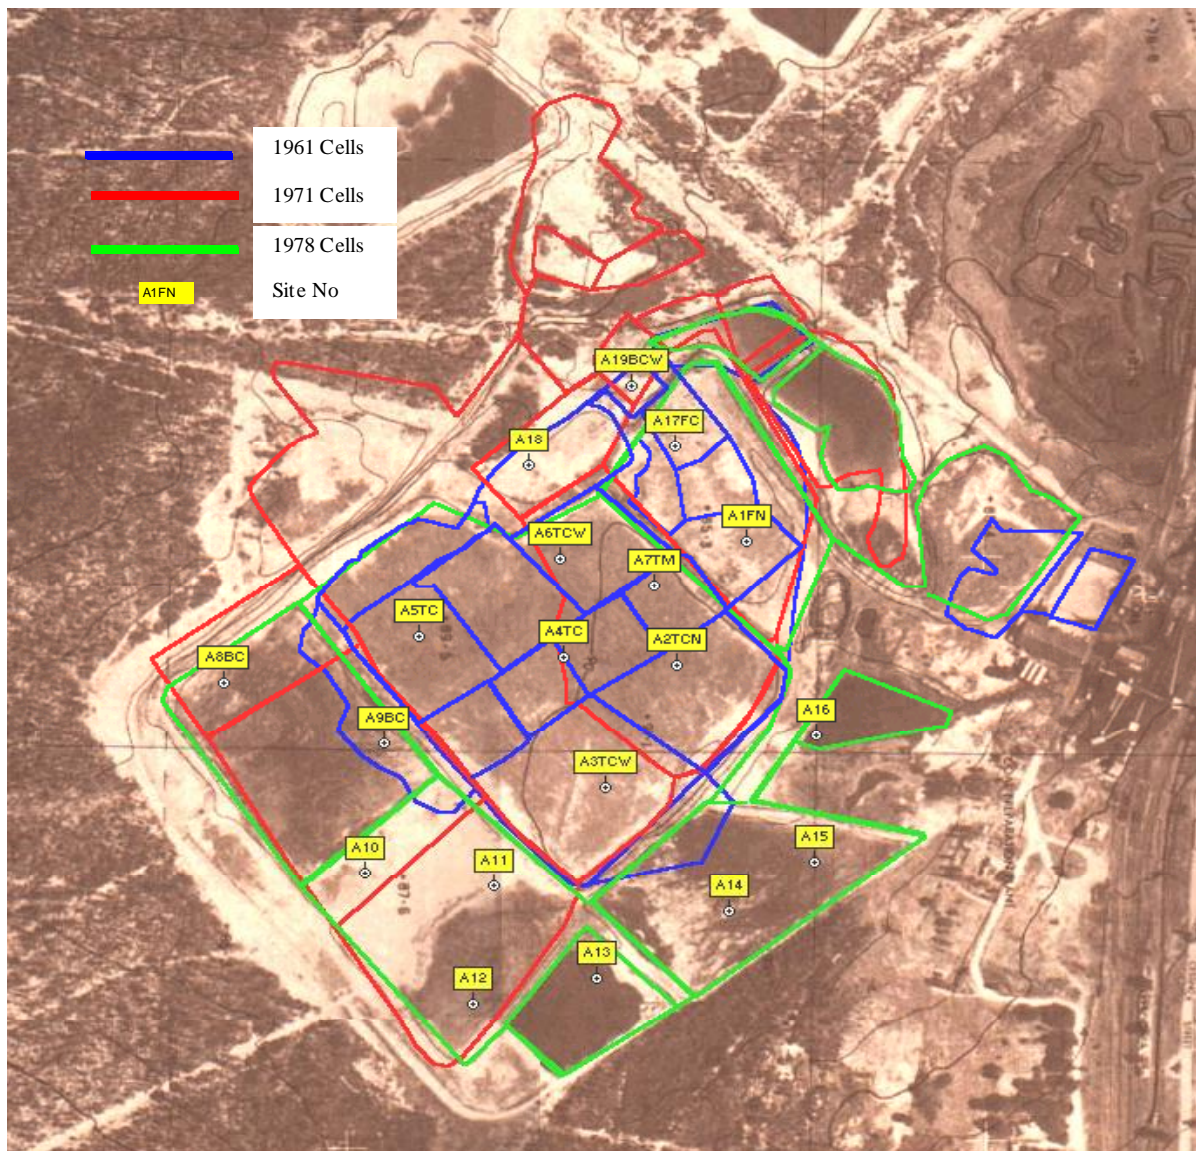 1961 Cells
1971 Cells
1978 Cells
A1FN
Site No
A19BCW
A17FC
A18
A1FN
A6TCW
A7TM
A5TC
A4TC
A2TCN
A8BC
A9BC
A16
A3TCW
A15
A10
A11
A14
A13
A12